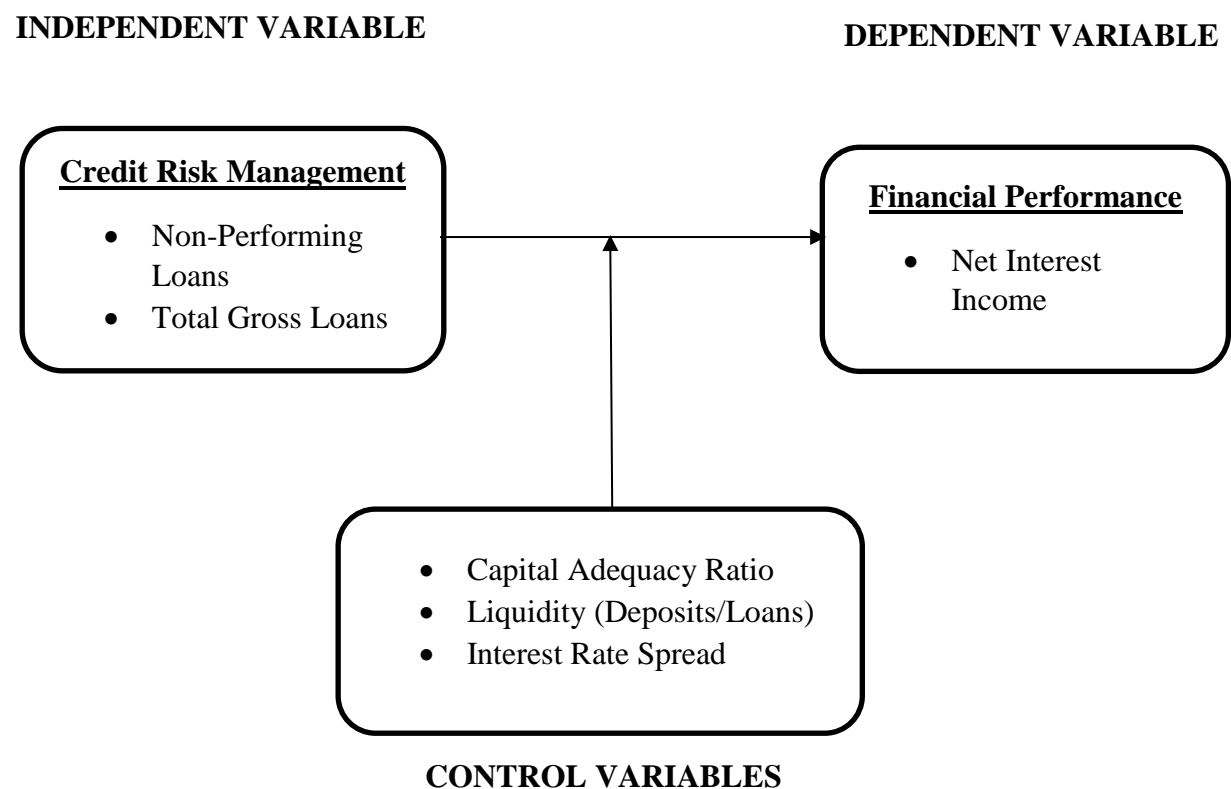 INDEPENDENT VARIABLE
DEPENDENT VARIABLE
Credit Risk Management
• Non-Performing
Loans
• Total Gross Loans
Financial Performance
• Net Interest
Income
• Capital Adequacy Ratio
• Liquidity (Deposits/Loans)
• Interest Rate Spread
CONTROL VARIABLES